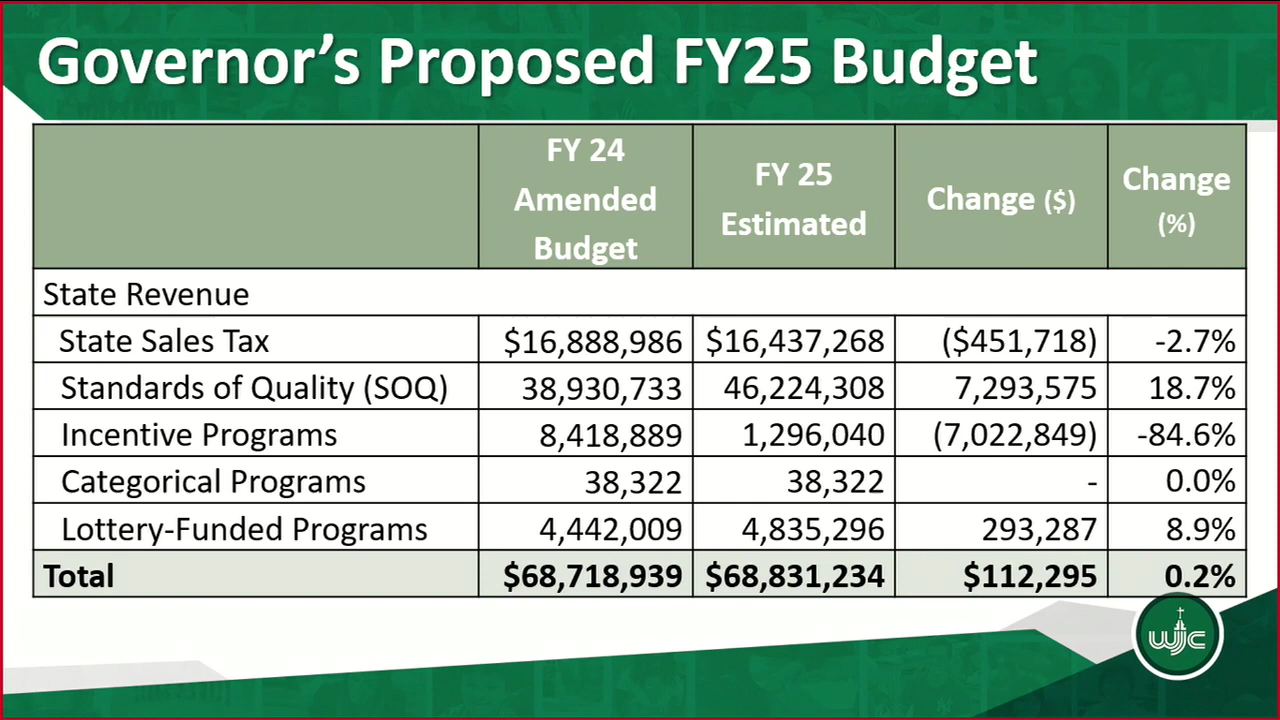 Governor's Proposed FY25 Budget
FY 24 Amended Budget FY 25 Estimated Change ($) Change (%)
State Revenue
State Sales Tax $16,888,986 $16,437,268 ($451,718) -2.7%
Standards of Quality (SOQ) 38,930,733 46,224,308 7,293,575 18.7%
Incentive Programs 8,418,889 1,296,040 (7,022,849) -84.6%
Categorical Programs 38,322 38,322 - 0.0%
Lottery-Funded Programs 4,442,009 4,835,296 293,287 8.9%
Total $68,718,939 $68,831,234 $112,295 0.2%
WJCC